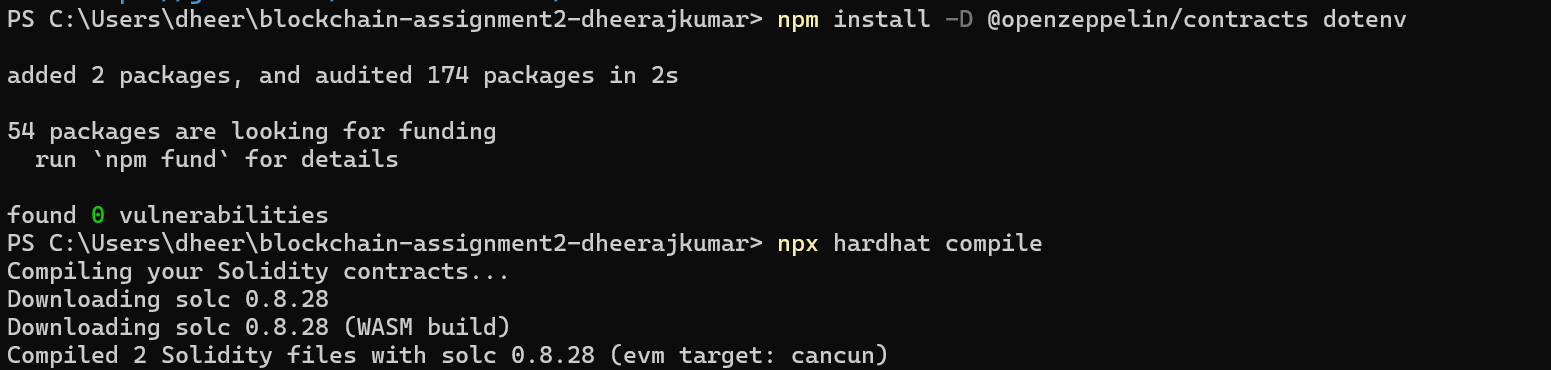 PS C:\Users\dheer\blockchain-assignment2-dheerajkumar> npm install -D @openzeppelin/contracts dotenv
added 2 packages, and audited 174 packages in 2s
54 packages are looking for funding
  run `npm fund` for details
found 0 vulnerabilities
PS C:\Users\dheer\blockchain-assignment2-dheerajkumar> npx hardhat compile
Compiling your Solidity contracts...
Downloading solc 0.8.28
Downloading solc 0.8.28 (WASM build)
Compiled 2 Solidity files with solc 0.8.28 (evm target: cancun)